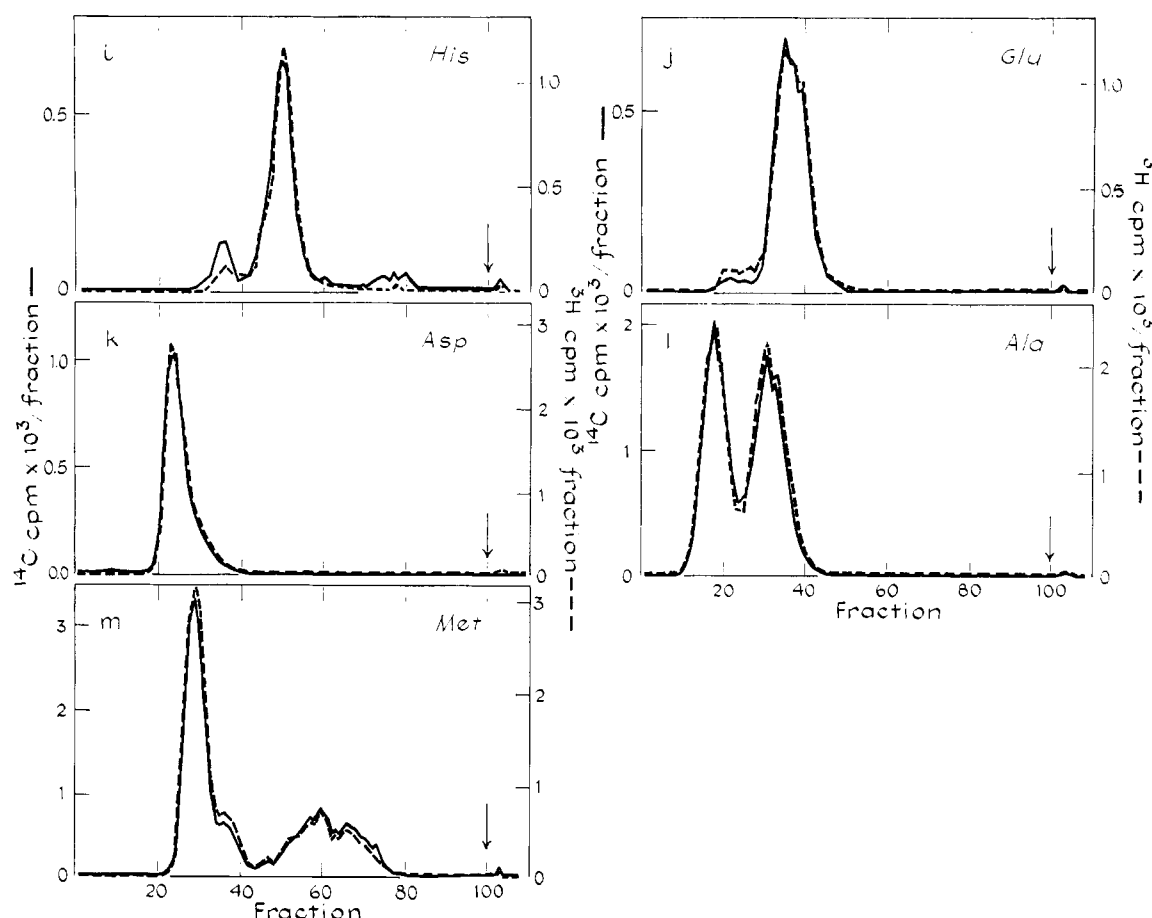 i
His
0.5
0
1.0
0.5
0
j
Glu
0.5
0
1.0
0.5
0
k
Asp
1.0
0.5
0.0
3
2
1
0
l
Ala
2
1
0
2
1
0
20
40
60
80
100
Fraction
m
Met
3
2
1
0
3
2
1
0
20
40
60
80
100
Fraction
¹⁴C cpm x 10³/fraction —
³H cpm x 10³ fraction ---
¹⁴C cpm x 10³/fraction —
³H cpm x 10³/fraction ---